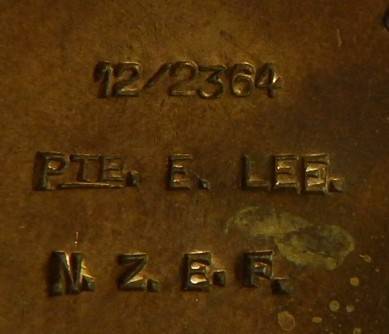 12/2364
PTE. E. LEE.
N. Z. E. F.